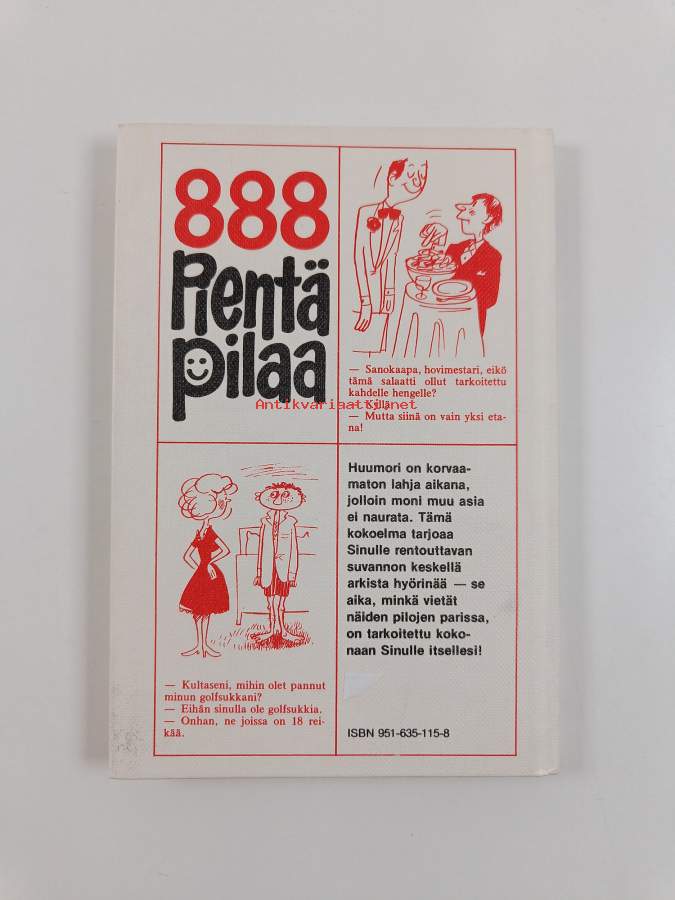 888
Pientä
pilaa
— Sanokaapa, hovimestari, eikö
tämä salaatti ollut tarkoitettu
kahdelle hengelle?
— Kyllä.
— Mutta siinä on vain yksi eta-
na!
Antikvariaatti.net
— Kultaseni, mihin olet pannut
minun golfsukkani?
— Eihän sinulla ole golfsukkia.
— Onhan, ne joissa on 18 rei-
kää.
Huumori on korvaa-
maton lahja aikana,
jolloin moni muu asia
ei naurata. Tämä
kokoelma tarjoaa
Sinulle rentouttavan
suvannon keskellä
arkista hyörinää — se
aika, minkä vietät
näiden pilojen parissa,
on tarkoitettu koko-
naan Sinulle itsellesi!
ISBN 951-635-115-8